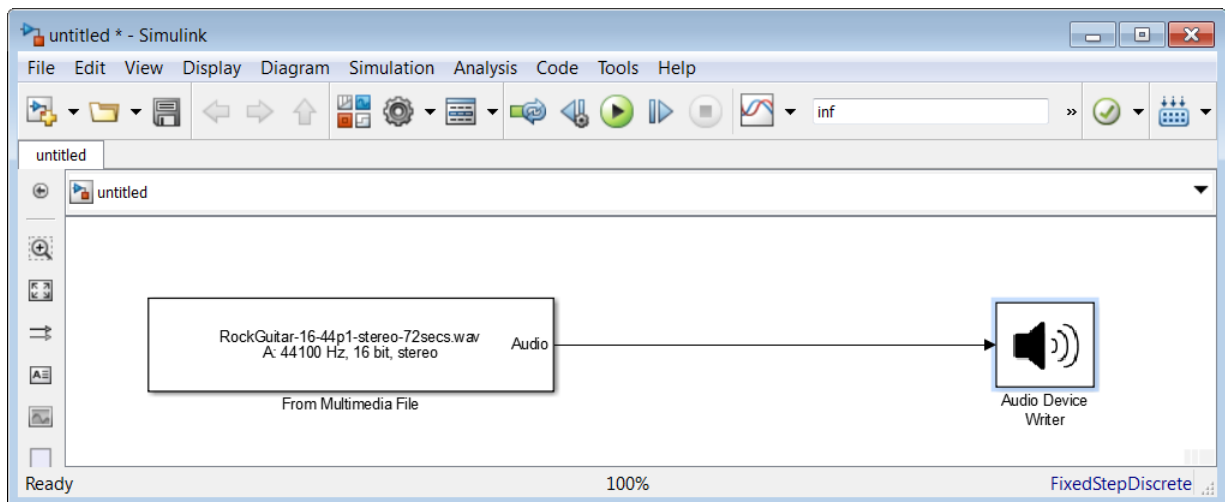 untitled * - Simulink
File Edit View Display Diagram Simulation Analysis Code Tools Help
inf
»
untitled
untitled
RockGuitar-16-44p1-stereo-72secs.wav
A: 44100 Hz, 16 bit, stereo
Audio
From Multimedia File
Audio Device
Writer
Ready 100% FixedStepDiscrete